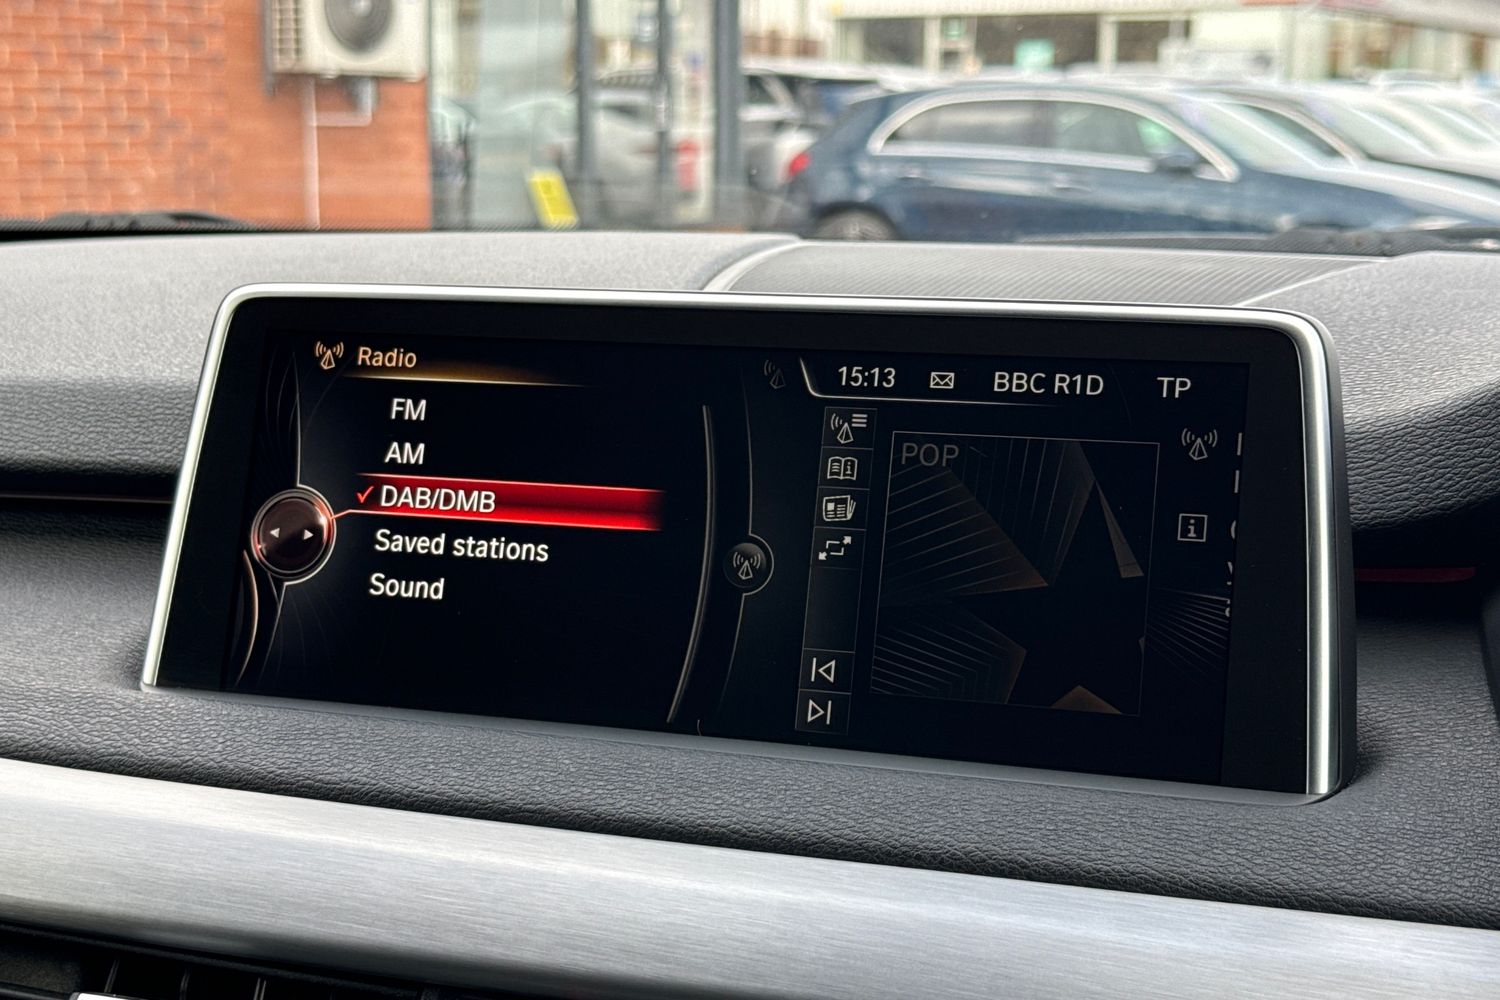 Radio
15:13 BBC R1D TP
FM
AM
✓ DAB/DMB
Saved stations
Sound
POP